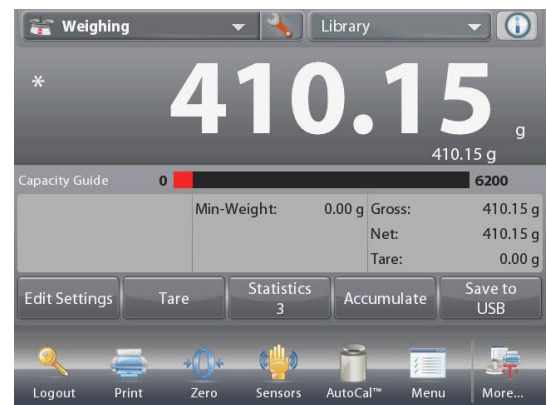 Weighing Library
*
410.15 g
410.15 g
Capacity Guide 0 6200
Min-Weight: 0.00 g Gross: 410.15 g
Net: 410.15 g
Tare: 0.00 g
Edit Settings Tare Statistics 3 Accumulate Save to USB
Logout Print Zero Sensors AutoCal™ Menu More...